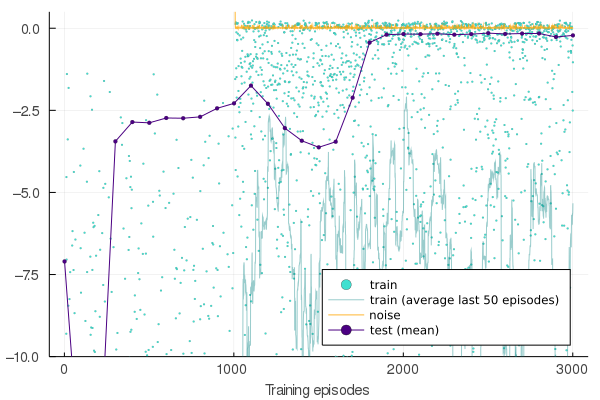 0.0
−2.5
−5.0
−7.5
−10.0
0
1000
2000
3000
Training episodes
train
train (average last 50 episodes)
noise
test (mean)